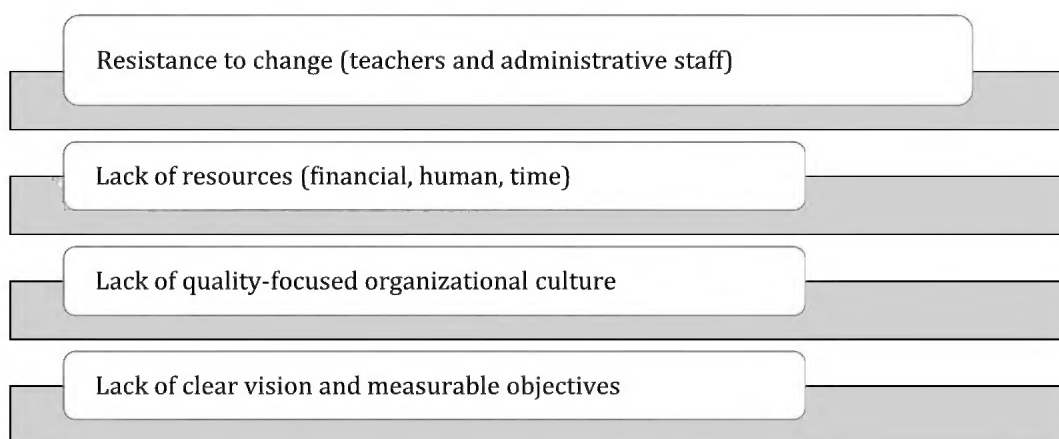 Resistance to change (teachers and administrative staff)
Lack of resources (financial, human, time)
Lack of quality-focused organizational culture
Lack of clear vision and measurable objectives